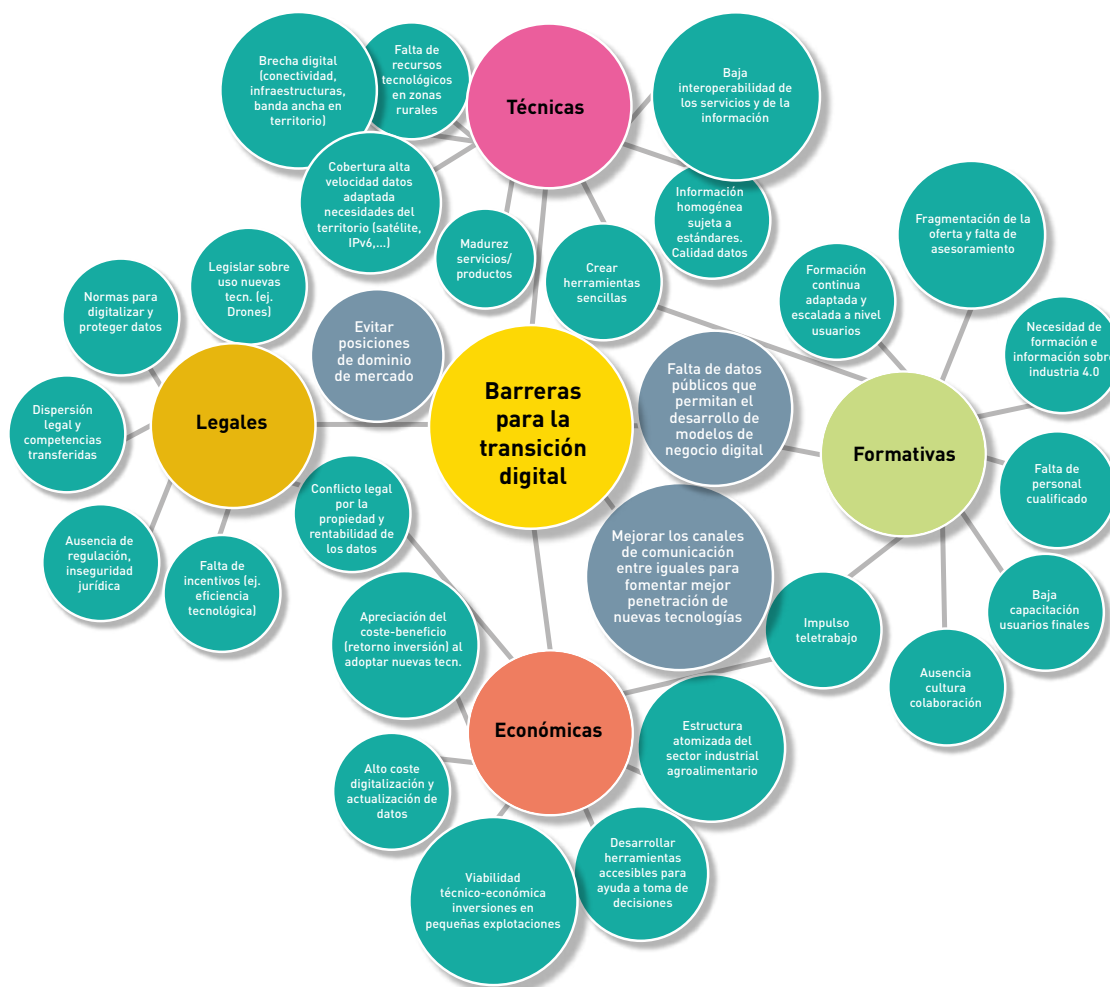 Brecha digital
(conectividad,
infraestructuras,
banda ancha en
territorio)
Falta de
recursos
tecnológicos
en zonas
rurales
Técnicas
Baja
interoperabilidad de
los servicios y de la
información
Cobertura alta
velocidad datos
adaptada
necesidades del
territorio (satélite,
IPv6,...)
Madurez
servicios/
productos
Crear
herramientas
sencillas
Información
homogénea
sujeta a
estándares.
Calidad datos
Fragmentación de la
oferta y falta de
asesoramiento
Formación
continua
adaptada y
escalada a nivel
usuarios
Necesidad de
formación e
información sobre
industria 4.0
Legislar sobre
uso nuevas
tecn. (ej.
Drones)
Normas para
digitalizar y
proteger datos
Evitar
posiciones
de dominio
de mercado
Barreras
para la
transición
digital
Falta de datos
públicos que
permitan el
desarrollo de
modelos de
negocio digital
Legales
Formativas
Dispersión
legal y
competencias
transferidas
Conflicto legal
por la
propiedad y
rentabilidad de
los datos
Falta de
personal
cualificado
Ausencia de
regulación,
inseguridad
jurídica
Falta de
incentivos (ej.
eficiencia
tecnológica)
Mejorar los canales
de comunicación
entre iguales para
fomentar mejor
penetración de
nuevas tecnologías
Baja
capacitación
usuarios finales
Apreciación del
coste-beneficio
(retorno inversión) al
adoptar nuevas tecn.
Impulso
teletrabajo
Ausencia
cultura
colaboración
Económicas
Estructura
atomizada del
sector industrial
agroalimentario
Alto coste
digitalización y
actualización de
datos
Desarrollar
herramientas
accesibles para
ayuda a toma de
decisiones
Viabilidad
técnico-económica
inversiones en
pequeñas explotaciones